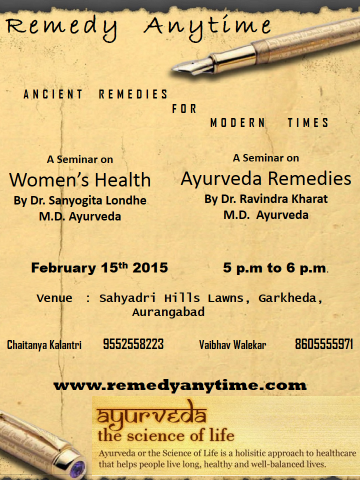 Remedy Anytime
ANCIENT REMEDIES
FOR
MODERN TIMES
A Seminar on
Women's Health
By Dr. Sanyogita Londhe
M.D. Ayurveda
A Seminar on
Ayurveda Remedies
By Dr. Ravindra Kharat
M.D. Ayurveda
February 15th 2015 5 p.m to 6 p.m.
Venue : Sahyadri Hills Lawns, Garkheda,
Aurangabad
Chaitanya Kalantri 9552558223 Vaibhav Walekar 8605555971
www.remedyanytime.com
ayurveda
the science of life
Ayurveda or the Science of Life is a holisitic approach to healthcare
that helps people live long, healthy and well-balanced lives.